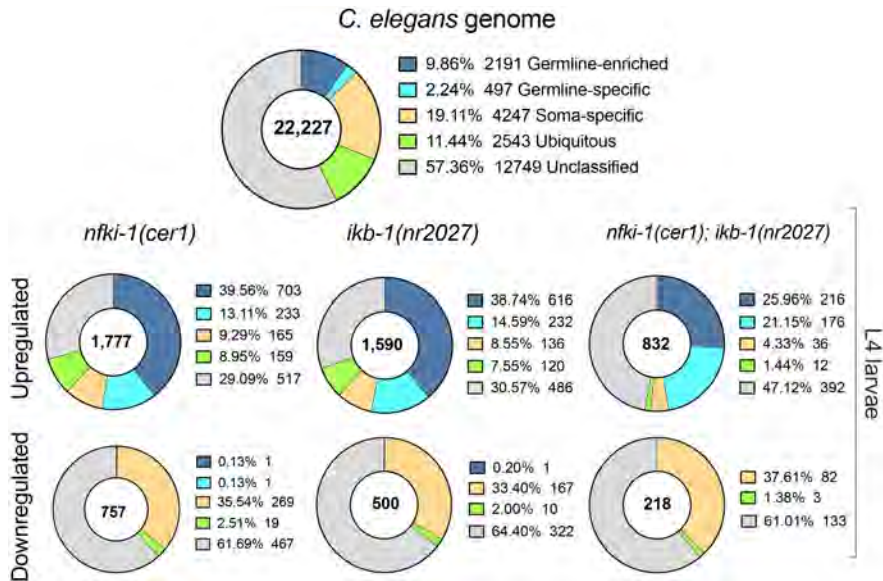 C. elegans genome
22,227
9.86% 2191 Germline-enriched
2.24% 497 Germline-specific
19.11% 4247 Soma-specific
11.44% 2543 Ubiquitous
57.36% 12749 Unclassified
nfki-1(cer1)
ikb-1(nr2027)
nfki-1(cer1); ikb-1(nr2027)
Upregulated
1,777
39.56% 703
13.11% 233
9.29% 165
8.95% 159
29.09% 517
1,590
38.74% 616
14.59% 232
8.55% 136
7.55% 120
30.57% 486
832
25.96% 216
21.15% 176
4.33% 36
1.44% 12
47.12% 392
L4 larvae
Downregulated
757
0.13% 1
0.13% 1
35.54% 269
2.51% 19
61.69% 467
500
0.20% 1
33.40% 167
2.00% 10
64.40% 322
218
37.61% 82
1.38% 3
61.01% 133